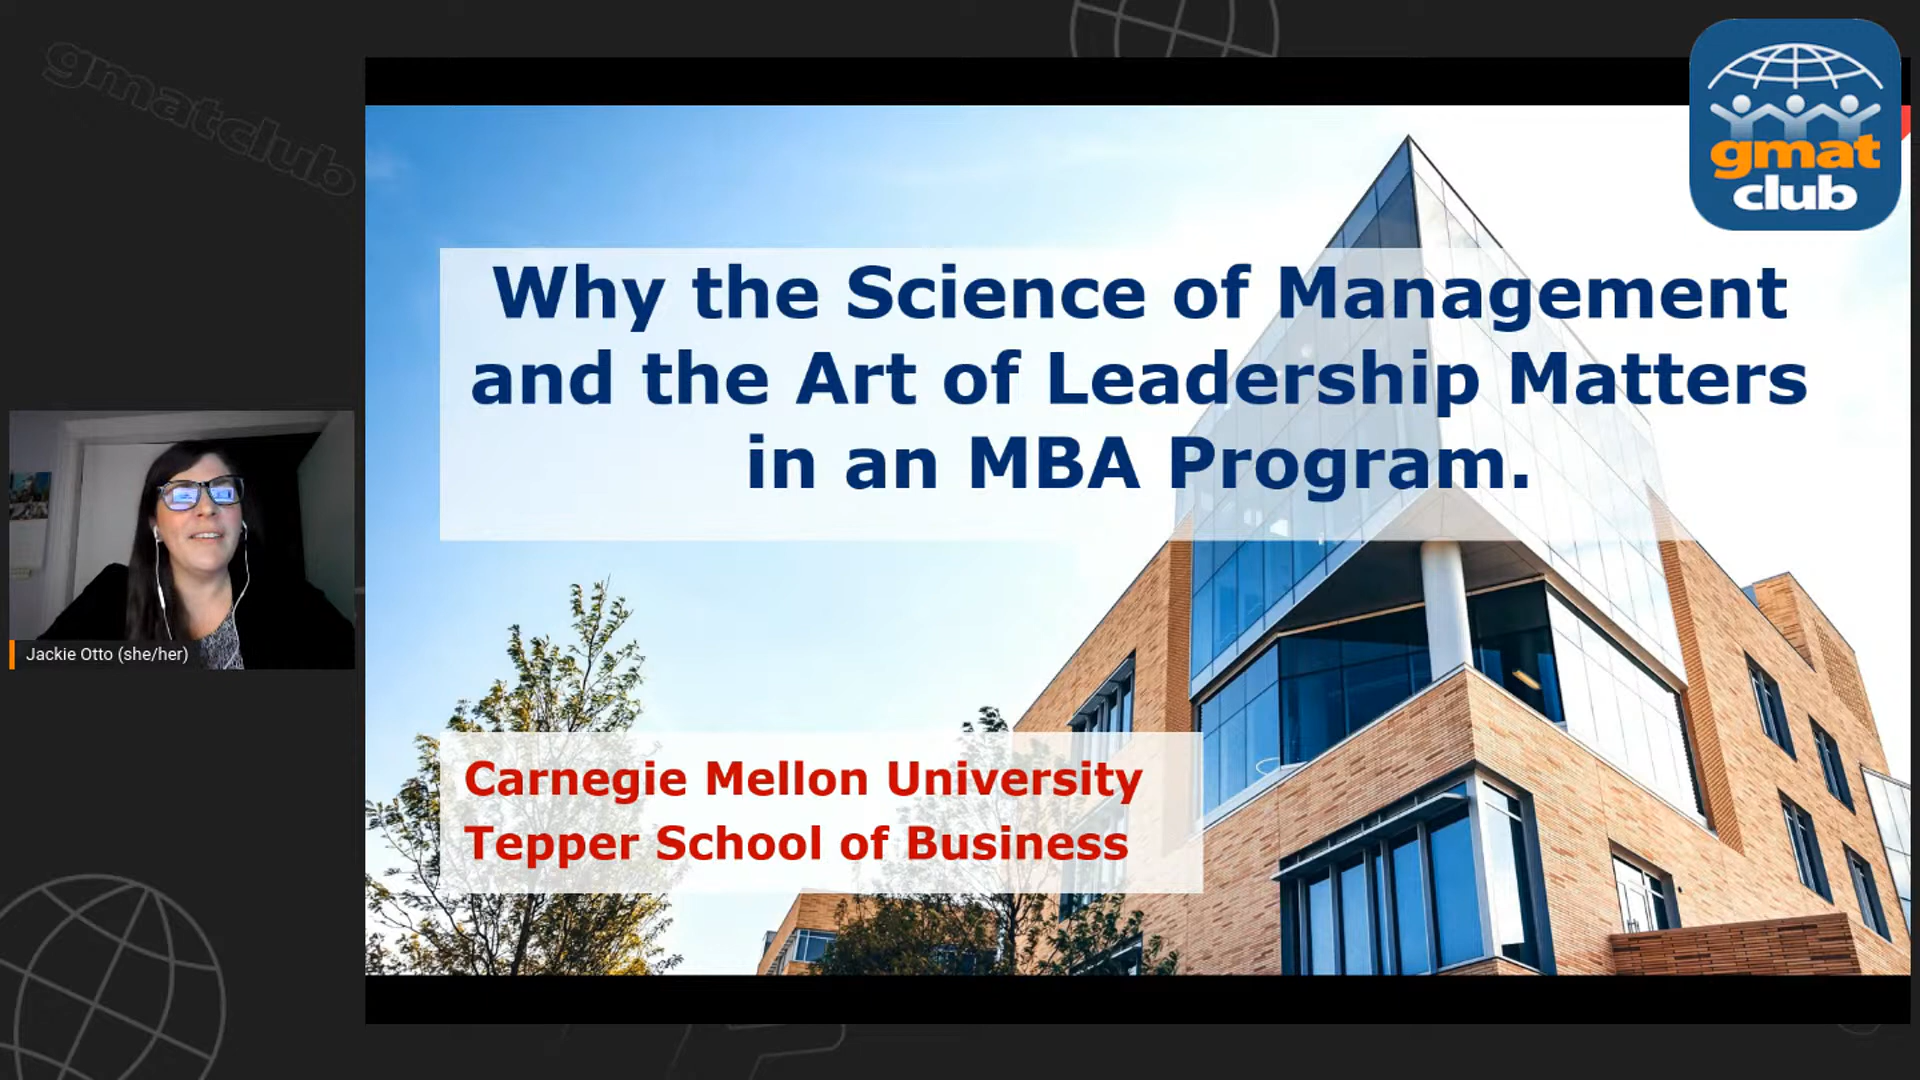 gmatclub
gmat
club
Why the Science of Management
and the Art of Leadership Matters
in an MBA Program.
Jackie Otto (she/her)
Carnegie Mellon University
Tepper School of Business